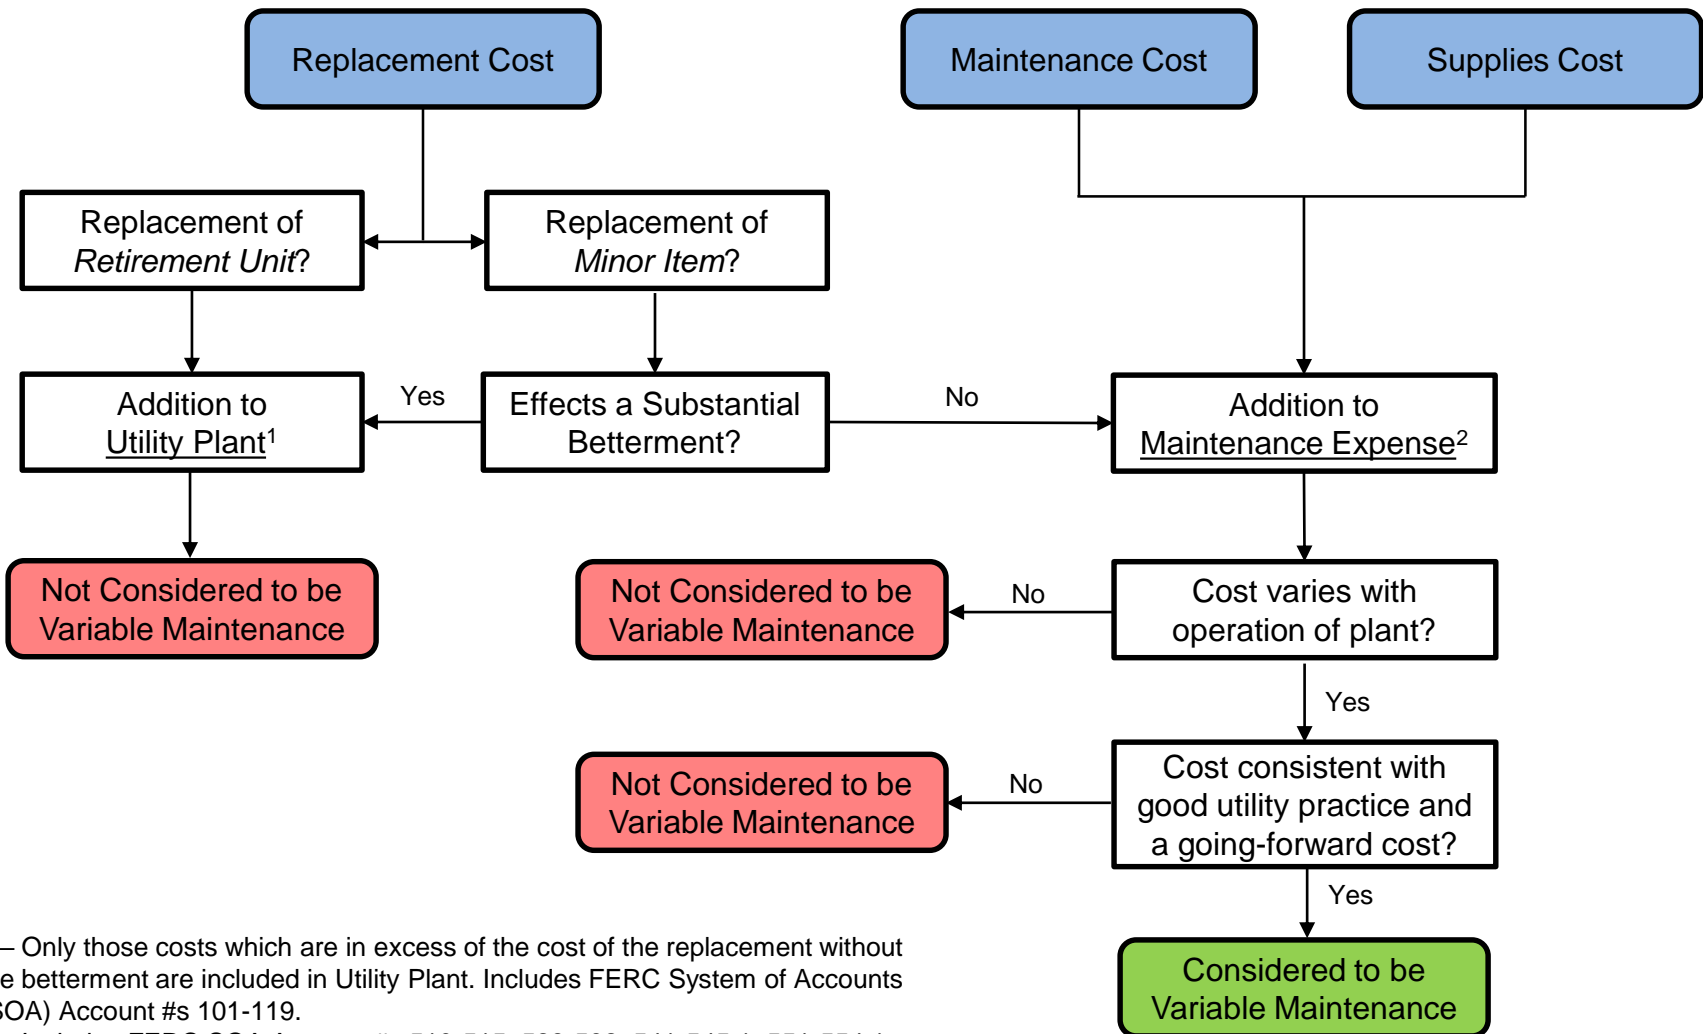 Replacement Cost
Maintenance Cost
Supplies Cost
Replacement of
Retirement Unit?
Replacement of
Minor Item?
Addition to
Utility Plant1
Yes
Effects a Substantial
Betterment?
No
Addition to
Maintenance Expense2
Not Considered to be
Variable Maintenance
Not Considered to be
Variable Maintenance
No
Cost varies with
operation of plant?
Yes
Not Considered to be
Variable Maintenance
No
Cost consistent with
good utility practice and
a going-forward cost?
Yes
Considered to be
Variable Maintenance
– Only those costs which are in excess of the cost of the replacement without
e betterment are included in Utility Plant. Includes FERC System of Accounts
SOA) Account #s 101-119.